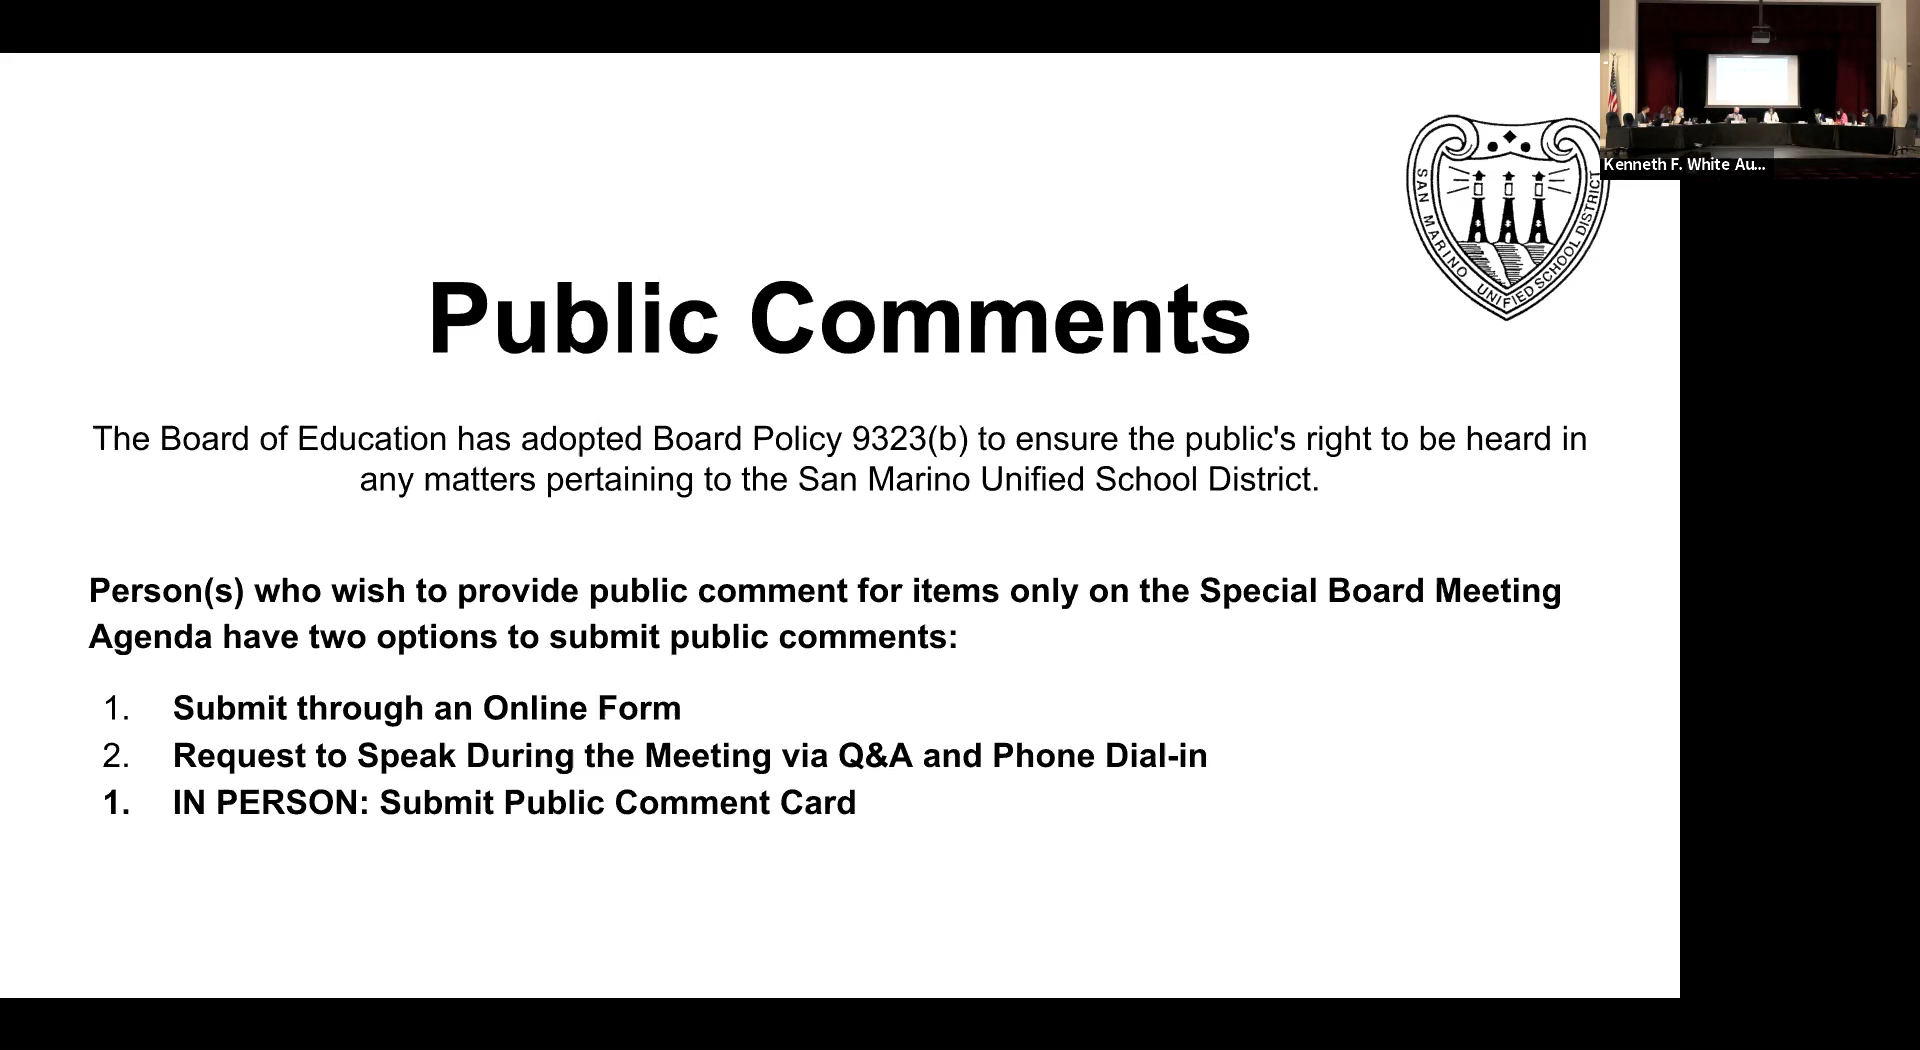 Kenneth F. White Au...
SAN MARINO UNIFIED SCHOOL DISTRICT
Public Comments
The Board of Education has adopted Board Policy 9323(b) to ensure the public's right to be heard in
any matters pertaining to the San Marino Unified School District.
Person(s) who wish to provide public comment for items only on the Special Board Meeting
Agenda have two options to submit public comments:
1. Submit through an Online Form
2. Request to Speak During the Meeting via Q&A and Phone Dial-in
1. IN PERSON: Submit Public Comment Card